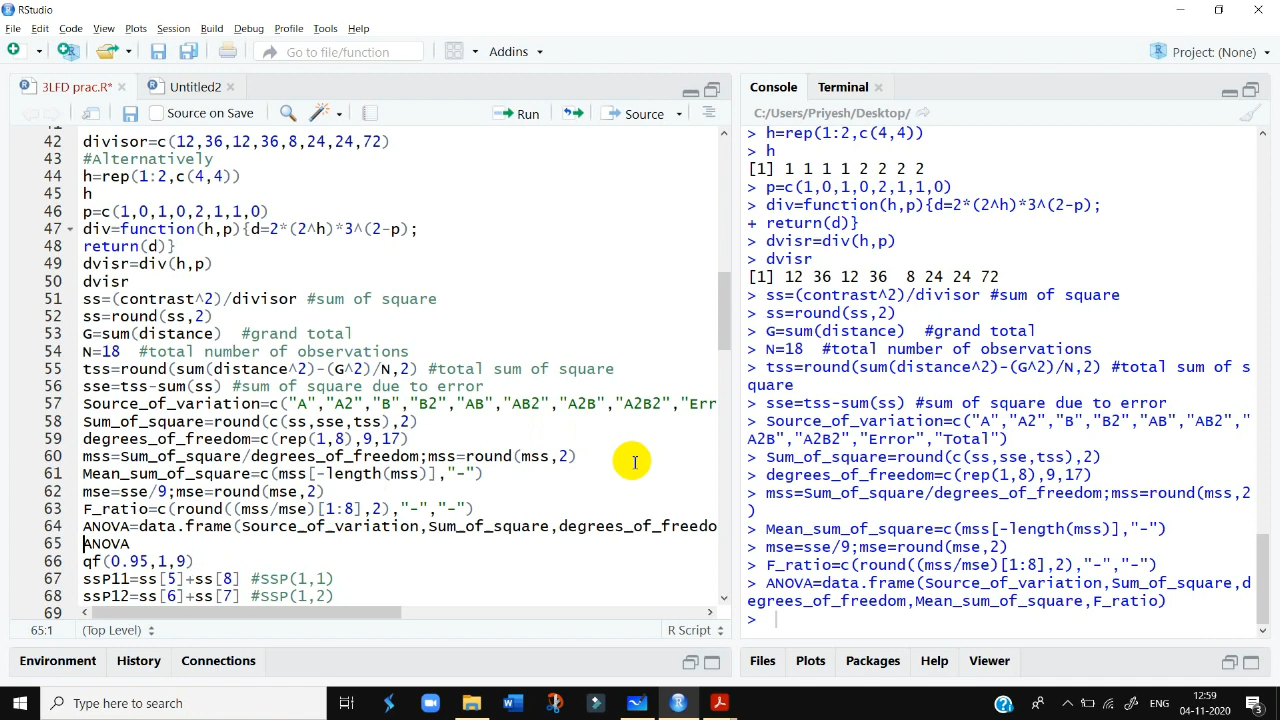 RStudio
File Edit Code View Plots Session Build Debug Profile Tools Help
Go to file/function
Addins
Project: (None)
3LFD prac.R*
Untitled2
Source on Save
Run
Source
42 divisor=c(12,36,12,36,8,24,24,72)
43 #Alternatively
44 h=rep(1:2,c(4,4))
45 h
46 p=c(1,0,1,0,2,1,1,0)
47 div=function(h,p){d=2*(2^h)*3^(2-p);
48 return(d)}
49 dvisr=div(h,p)
50 dvisr
51 ss=(contrast^2)/divisor #sum of square
52 ss=round(ss,2)
53 G=sum(distance)  #grand total
54 N=18  #total number of observations
55 tss=round(sum(distance^2)-(G^2)/N,2) #total sum of square
56 sse=tss-sum(ss) #sum of square due to error
57 Source_of_variation=c("A","A2","B","B2","AB","AB2","A2B","A2B2","Err
58 Sum_of_square=round(c(ss,sse,tss),2)
59 degrees_of_freedom=c(rep(1,8),9,17)
60 mss=Sum_of_square/degrees_of_freedom;mss=round(mss,2)
61 Mean_sum_of_square=c(mss[-length(mss)],"-")
62 mse=sse/9;mse=round(mse,2)
63 F_ratio=c(round((mss/mse)[1:8],2),"-","-")
64 ANOVA=data.frame(Source_of_variation,Sum_of_square,degrees_of_freedo
65 ANOVA
66 qf(0.95,1,9)
67 ssP11=ss[5]+ss[8] #SSP(1,1)
68 ssP12=ss[6]+ss[7] #SSP(1,2)
69
65:1 (Top Level)
R Script
Environment History Connections
Console Terminal
C:/Users/Priyesh/Desktop/
> h=rep(1:2,c(4,4))
> h
[1] 1 1 1 1 2 2 2 2
> p=c(1,0,1,0,2,1,1,0)
> div=function(h,p){d=2*(2^h)*3^(2-p);
+ return(d)}
> dvisr=div(h,p)
> dvisr
[1] 12 36 12 36  8 24 24 72
> ss=(contrast^2)/divisor #sum of square
> ss=round(ss,2)
> G=sum(distance)  #grand total
> N=18  #total number of observations
> tss=round(sum(distance^2)-(G^2)/N,2) #total sum of s
quare
> sse=tss-sum(ss) #sum of square due to error
> Source_of_variation=c("A","A2","B","B2","AB","AB2","
A2B","A2B2","Error","Total")
> Sum_of_square=round(c(ss,sse,tss),2)
> degrees_of_freedom=c(rep(1,8),9,17)
> mss=Sum_of_square/degrees_of_freedom;mss=round(mss,2
)
> Mean_sum_of_square=c(mss[-length(mss)],"-")
> mse=sse/9;mse=round(mse,2)
> F_ratio=c(round((mss/mse)[1:8],2),"-","-")
> ANOVA=data.frame(Source_of_variation,Sum_of_square,d
egrees_of_freedom,Mean_sum_of_square,F_ratio)
>
Files Plots Packages Help Viewer
Type here to search
ENG
12:59
04-11-2020
3